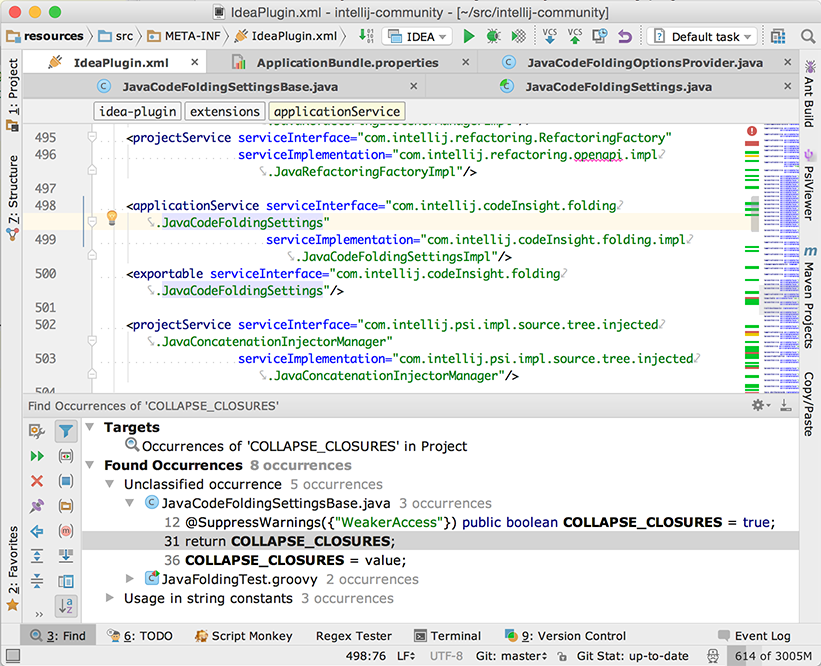 IdeaPlugin.xml - intellij-community - [~/src/intellij-community]
resources src META-INF IdeaPlugin.xml IDEA VCS VCS Default task
IdeaPlugin.xml ApplicationBundle.properties JavaCodeFoldingOptionsProvider.java
JavaCodeFoldingSettingsBase.java JavaCodeFoldingSettings.java
idea-plugin extensions applicationService
495 <projectService serviceInterface="com.intellij.refactoring.RefactoringFactory"
496 serviceImplementation="com.intellij.refactoring.openapi.impl
.JavaRefactoringFactoryImpl"/>
497
498 <applicationService serviceInterface="com.intellij.codeInsight.folding
.JavaCodeFoldingSettings"
499 serviceImplementation="com.intellij.codeInsight.folding.impl
.JavaCodeFoldingSettingsImpl"/>
500 <exportable serviceInterface="com.intellij.codeInsight.folding
.JavaCodeFoldingSettings"/>
501
502 <projectService serviceInterface="com.intellij.psi.impl.source.tree.injected
.JavaConcatenationInjectorManager"
503 serviceImplementation="com.intellij.psi.impl.source.tree.injected
.JavaConcatenationInjectorManager"/>
504
1: Project
7: Structure
2: Favorites
Ant Build
PsiViewer
Maven Projects
Copy/Paste
Find Occurrences of 'COLLAPSE_CLOSURES'
Targets
Occurrences of 'COLLAPSE_CLOSURES' in Project
Found Occurrences 8 occurrences
Unclassified occurrence 5 occurrences
JavaCodeFoldingSettingsBase.java 3 occurrences
12 @SuppressWarnings({"WeakerAccess"}) public boolean COLLAPSE_CLOSURES = true;
31 return COLLAPSE_CLOSURES;
36 COLLAPSE_CLOSURES = value;
JavaFoldingTest.groovy 2 occurrences
Usage in string constants 3 occurrences
3: Find 6: TODO Script Monkey Regex Tester Terminal 9: Version Control Event Log
498:76 LF UTF-8 Git: master Git Stat: up-to-date 614 of 3005M